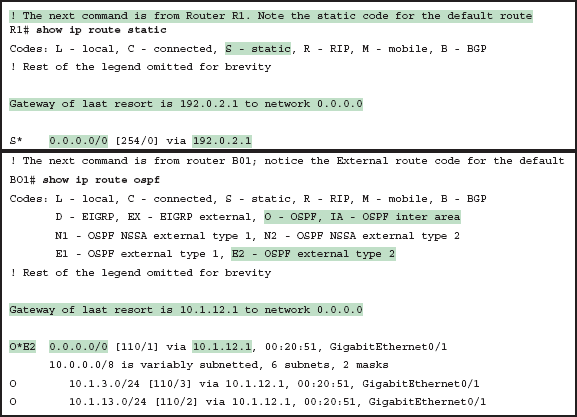 ! The next command is from Router R1. Note the static code for the default route
R1# show ip route static
Codes: L - local, C - connected, S - static, R - RIP, M - mobile, B - BGP
! Rest of the legend omitted for brevity
Gateway of last resort is 192.0.2.1 to network 0.0.0.0
S* 0.0.0.0/0 [254/0] via 192.0.2.1
! The next command is from router B01; notice the External route code for the default
BO1# show ip route ospf
Codes: L - local, C - connected, S - static, R - RIP, M - mobile, B - BGP
D - EIGRP, EX - EIGRP external, O - OSPF, IA - OSPF inter area
N1 - OSPF NSSA external type 1, N2 - OSPF NSSA external type 2
E1 - OSPF external type 1, E2 - OSPF external type 2
! Rest of the legend omitted for brevity
Gateway of last resort is 10.1.12.1 to network 0.0.0.0
O*E2 0.0.0.0/0 [110/1] via 10.1.12.1, 00:20:51, GigabitEthernet0/1
10.0.0.0/8 is variably subnetted, 6 subnets, 2 masks
O 10.1.3.0/24 [110/3] via 10.1.12.1, 00:20:51, GigabitEthernet0/1
O 10.1.13.0/24 [110/2] via 10.1.12.1, 00:20:51, GigabitEthernet0/1